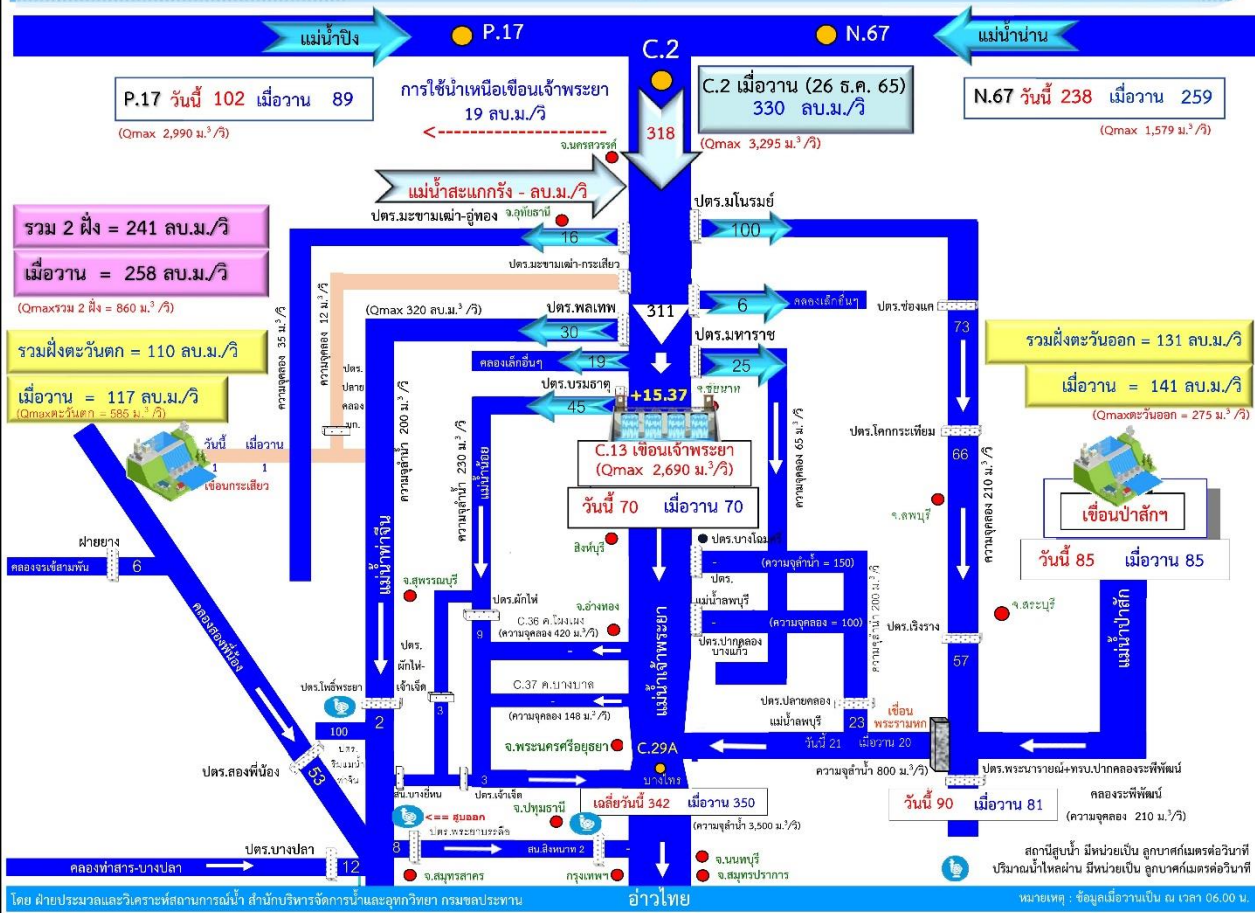 แม่น้ำปิง
P.17
C.2
N.67
แม่น้ำน่าน
P.17 วันนี้ 102 เมื่อวาน 89
(Qmax 2,990 ม.³/วิ)
การใช้น้ำเหนือเขื่อนเจ้าพระยา
19 ลบ.ม./วิ
จ.นครสวรรค์
318
C.2 เมื่อวาน (26 ธ.ค. 65)
330 ลบ.ม./วิ
(Qmax 3,295 ม.³/วิ)
N.67 วันนี้ 238 เมื่อวาน 259
(Qmax 1,579 ม.³/วิ)
แม่น้ำสะแกกรัง - ลบ.ม./วิ
รวม 2 ฝั่ง = 241 ลบ.ม./วิ
เมื่อวาน = 258 ลบ.ม./วิ
(Qmaxรวม 2 ฝั่ง = 860 ม.³/วิ)
ปตร.มะขามเฒ่า-อู่ทอง จ.อุทัยธานี
16
ปตร.มโนรมย์
100
ปตร.มะขามเฒ่า-กระเสียว
ความจุคลอง 35 ม.³/วิ
ความจุคลอง 12 ม.³/วิ
(Qmax 320 ลบ.ม.³/วิ)
ปตร.พลเทพ
30
311
6
คลองเล็กอื่นๆ
ปตร.ช่องแค
73
รวมฝั่งตะวันตก = 110 ลบ.ม./วิ
เมื่อวาน = 117 ลบ.ม./วิ
(Qmaxตะวันตก = 585 ม.³/วิ)
รวมฝั่งตะวันออก = 131 ลบ.ม./วิ
เมื่อวาน = 141 ลบ.ม./วิ
(Qmaxตะวันออก = 275 ม.³/วิ)
คลองเล็กอื่นๆ
19
ปตร.มหาราช
25
ปตร.
ปลาย
คลอง
มก.
ปตร.บรมธาตุ
45
+15.37
จ.ชัยนาท
C.13 เขื่อนเจ้าพระยา
(Qmax 2,690 ม.³/วิ)
วันนี้ 70 เมื่อวาน 70
ความจุลำน้ำ 200 ม.³/วิ
ความจุลำน้ำ 230 ม.³/วิ
แม่น้ำน้อย
ความจุคลอง 65 ม.³/วิ
วันนี้ เมื่อวาน
1 1
เขื่อนกระเสียว
ปตร.โคกกระเทียม
66
ความจุคลอง 210 ม.³/วิ
จ.ลพบุรี
เขื่อนป่าสักฯ
วันนี้ 85 เมื่อวาน 85
ฝายยาง
คลองจรเข้สามพัน
6
แม่น้ำท่าจีน
จ.สุพรรณบุรี
สิงห์บุรี
ปตร.บางโฉมศรี
-
(ความจุลำน้ำ = 150)
ปตร.
แม่น้ำลพบุรี
-
(ความจุคลอง = 100)
ปตร.ปากคลอง
บางแก้ว
ความจุลำน้ำ 200 ม.³/วิ
จ.สระบุรี
ปตร.ผักไห่
9
จ.อ่างทอง
C.36 ค.โผงเผง
(ความจุคลอง 420 ม.³/วิ)
-
ปตร.เริงราง
57
แม่น้ำป่าสัก
คลองสองพี่น้อง
ปตร.
ผักไห่-
เจ้าเจ็ด
3
C.37 ค.บางบาล
-
(ความจุคลอง 148 ม.³/วิ)
แม่น้ำเจ้าพระยา
ปตร.โพธิ์พระยา
2
100
ปตร.
ริมแม่น้ำ
ท่าจีน
ปตร.ปลายคลอง
แม่น้ำลพบุรี
23
เขื่อน
พระรามหก
วันนี้ 21 เมื่อวาน 20
ความจุลำน้ำ 800 ม.³/วิ
จ.พระนครศรีอยุธยา
C.29A
บางไทร
ปตร.สองพี่น้อง
53
สน.บางยี่หน
3
ปตร.เจ้าเจ็ด
เฉลี่ยวันนี้ 342 เมื่อวาน 350
(ความจุลำน้ำ 3,500 ม.³/วิ)
ปตร.พระนารายณ์+ทรบ.ปากคลองระพีพัฒน์
วันนี้ 90 เมื่อวาน 81
คลองระพีพัฒน์
(ความจุคลอง 210 ม.³/วิ)
<== สูบออก
จ.ปทุมธานี
ปตร.พระยาบรรลือ
8
สน.สิงหนาท 2
-
ปตร.บางปลา
คลองท่าสาร-บางปลา
12
จ.สมุทรสาคร
กรุงเทพฯ
จ.นนทบุรี
จ.สมุทรปราการ
สถานีสูบน้ำ มีหน่วยเป็น ลูกบาศก์เมตรต่อวินาที
ปริมาณน้ำไหลผ่าน มีหน่วยเป็น ลูกบาศก์เมตรต่อวินาที
โดย ฝ่ายประมวลและวิเคราะห์สถานการณ์น้ำ สำนักบริหารจัดการน้ำและอุทกวิทยา กรมชลประทาน
อ่าวไทย
หมายเหตุ : ข้อมูลเมื่อวานเป็น ณ เวลา 06.00 น.